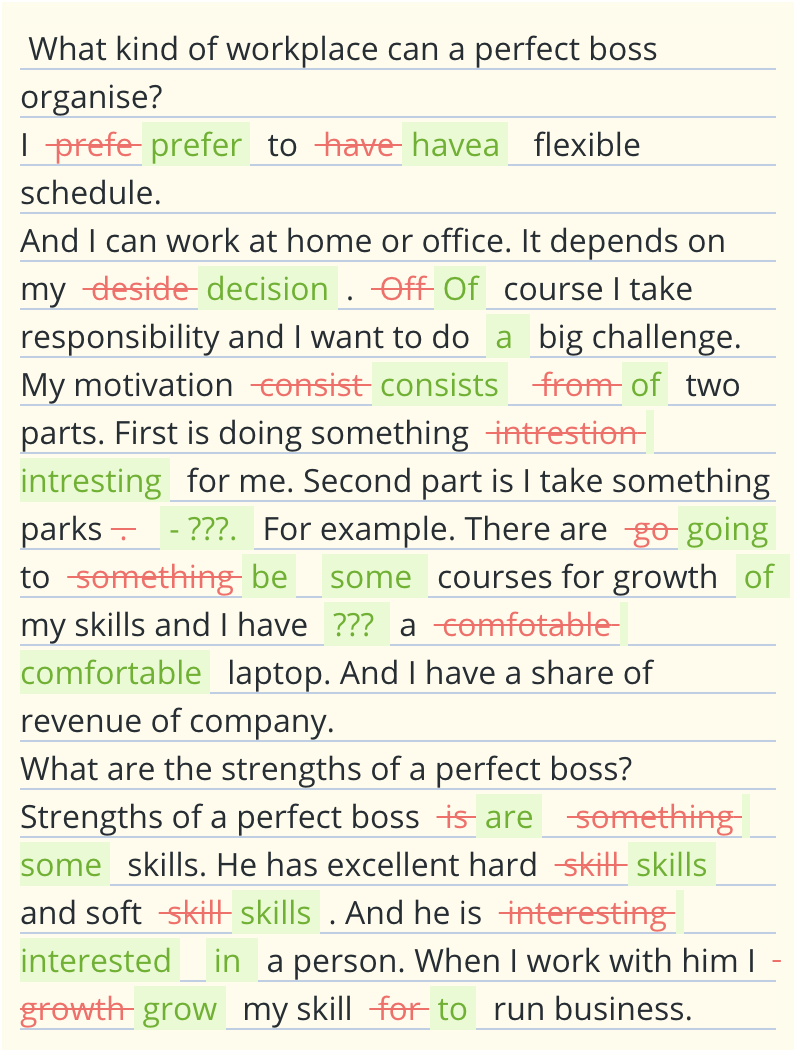 What kind of workplace can a perfect boss
organise?
I prefe prefer to have havea flexible
schedule.
And I can work at home or office. It depends on
my deside decision . Off Of course I take
responsibility and I want to do a big challenge.
My motivation consist consists from of two
parts. First is doing something intrestion
intresting for me. Second part is I take something
parks . - ???. For example. There are go going
to something be some courses for growth of
my skills and I have ??? a comfotable
comfortable laptop. And I have a share of
revenue of company.
What are the strengths of a perfect boss?
Strengths of a perfect boss is are something
some skills. He has excellent hard skill skills
and soft skill skills . And he is interesting
interested in a person. When I work with him I
growth grow my skill for to run business.